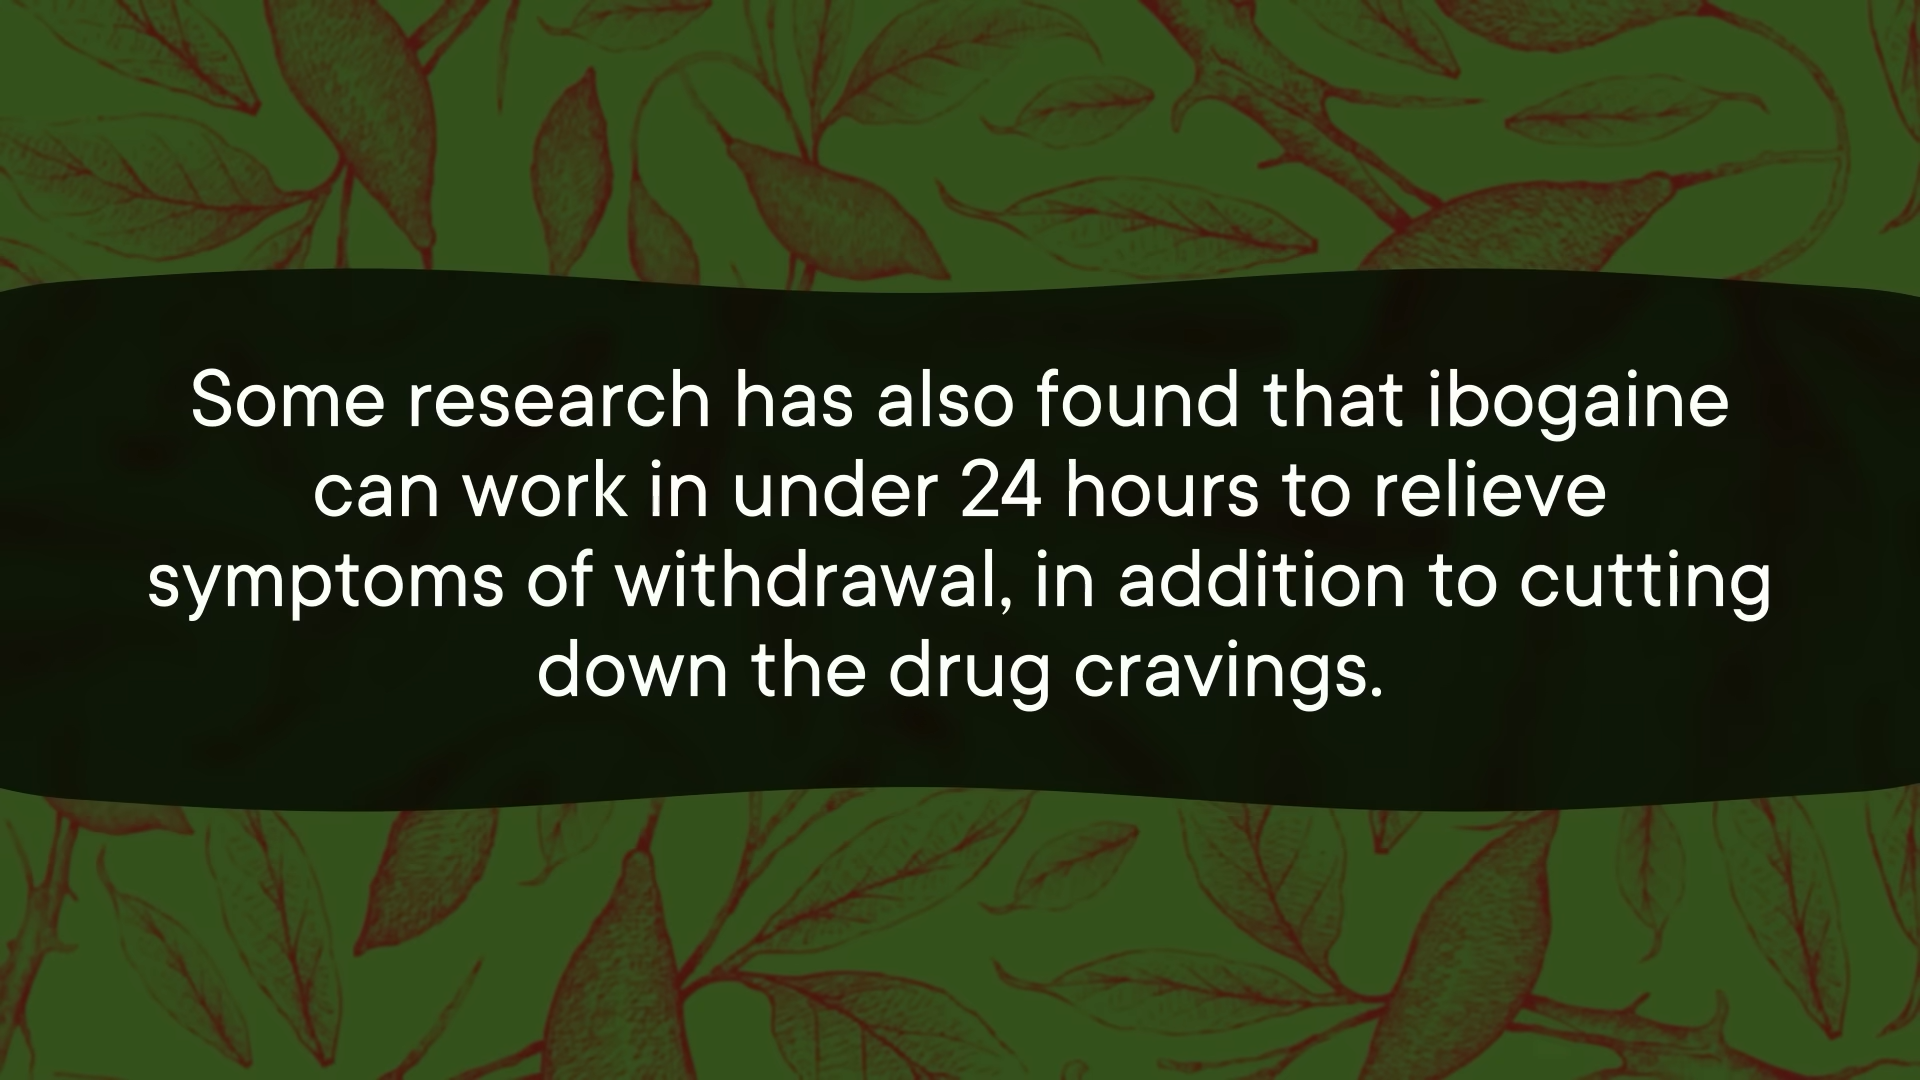 Some research has also found that ibogaine
can work in under 24 hours to relieve
symptoms of withdrawal, in addition to cutting
down the drug cravings.